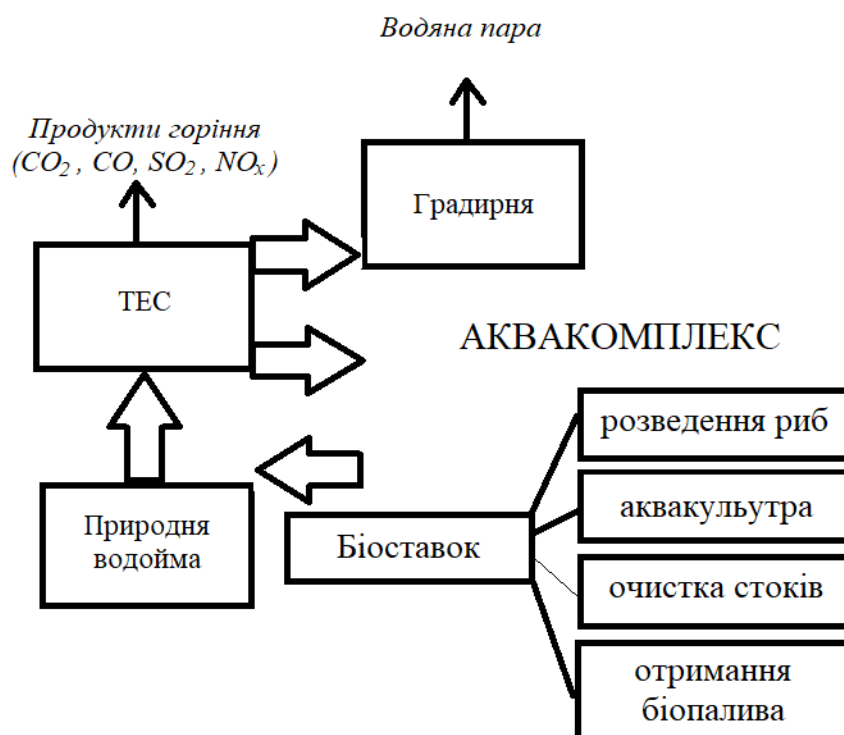 Водяна пара
Продукти горіння
(CO₂ , CO, SO₂ , NOₓ)
Градирня
ТЕС
АКВАКОМПЛЕКС
розведення риб
аквакульутра
Природня
водойма
Біоставок
очистка стоків
отримання
біопалива